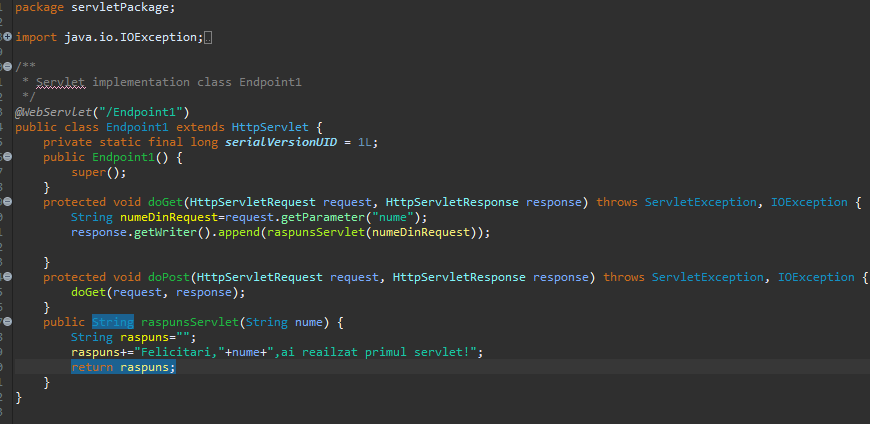 package servletPackage;
import java.io.IOException;
/**
 * Servlet implementation class Endpoint1
 */
@WebServlet("/Endpoint1")
public class Endpoint1 extends HttpServlet {
    private static final long serialVersionUID = 1L;
    public Endpoint1() {
        super();
    }
    protected void doGet(HttpServletRequest request, HttpServletResponse response) throws ServletException, IOException {
        String numeDinRequest=request.getParameter("nume");
        response.getWriter().append(raspunsServlet(numeDinRequest));
    }
    protected void doPost(HttpServletRequest request, HttpServletResponse response) throws ServletException, IOException {
        doGet(request, response);
    }
    public String raspunsServlet(String nume) {
        String raspuns="";
        raspuns+="Felicitari,"+nume+",ai reailzat primul servlet!";
        return raspuns;
    }
}